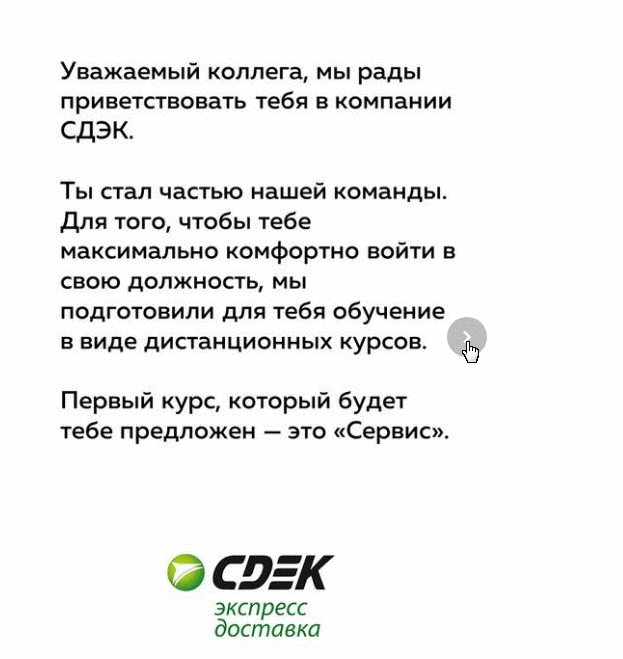 Уважаемый коллега, мы рады
приветствовать тебя в компании
СДЭК.
Ты стал частью нашей команды.
Для того, чтобы тебе
максимально комфортно войти в
свою должность, мы
подготовили для тебя обучение
в виде дистанционных курсов.
Первый курс, который будет
тебе предложен — это «Сервис».
CDEK
экспресс
доставка